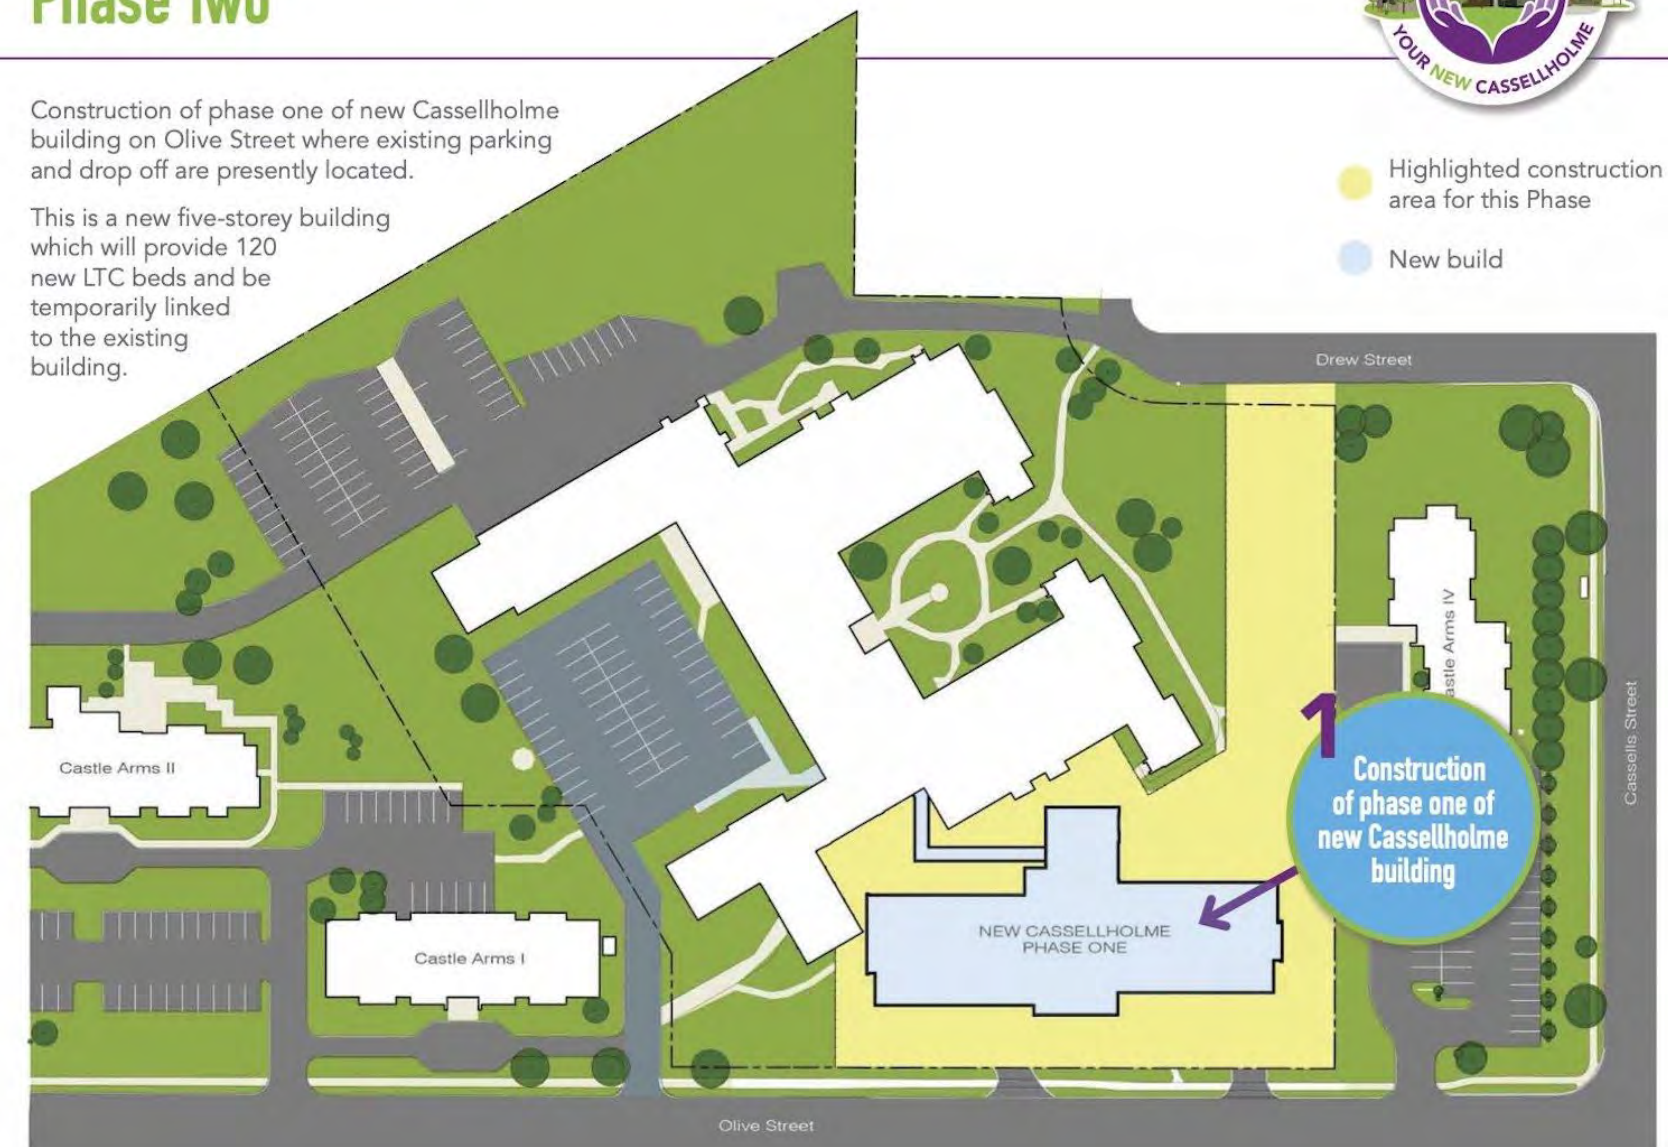 Phase Two
Construction of phase one of new Cassellholme
building on Olive Street where existing parking
and drop off are presently located.
This is a new five-storey building
which will provide 120
new LTC beds and be
temporarily linked
to the existing
building.
YOUR NEW CASSELLHOLME
Highlighted construction
area for this Phase
New build
Drew Street
Castle Arms II
Castle Arms I
NEW CASSELLHOLME
PHASE ONE
astle Arms IV
Cassells Street
1
Construction
of phase one of
new Cassellholme
building
Olive Street